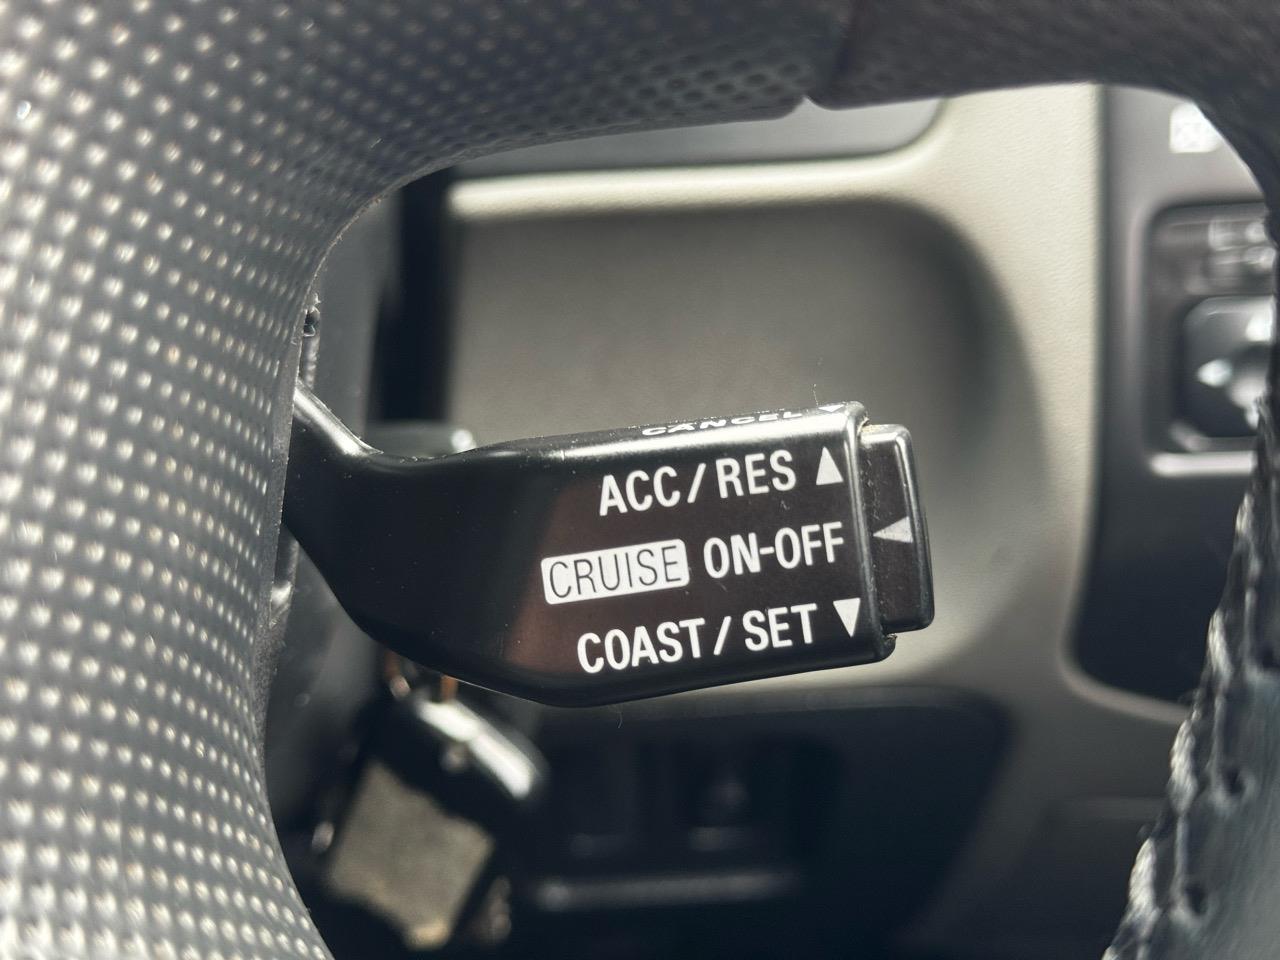 CANCEL ▼
ACC/RES ▲
CRUISE ON-OFF ◀
COAST/SET ▼